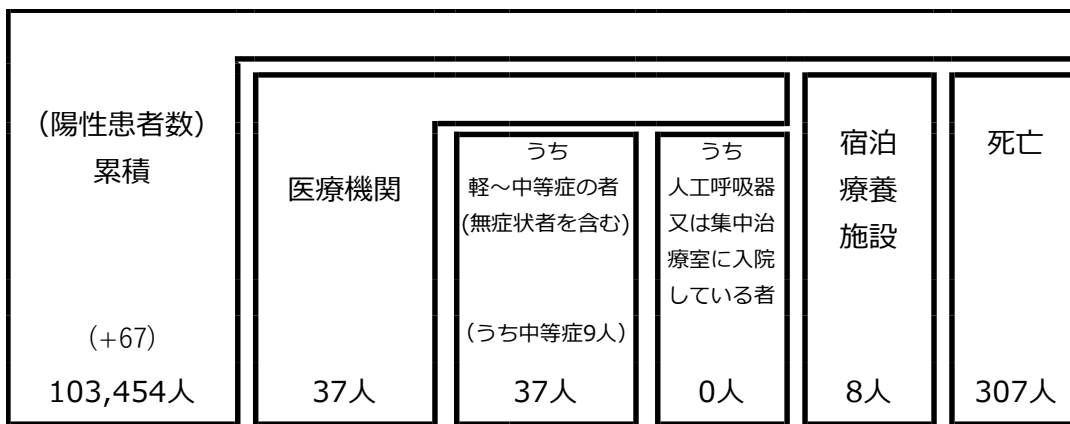 (陽性患者数)
累積
(+67)
103,454人
医療機関
37人
うち
軽～中等症の者
(無症状者を含む)
(うち中等症9人)
37人
うち
人工呼吸器
又は集中治
療室に入院
している者
0人
宿泊
療養
施設
8人
死亡
307人